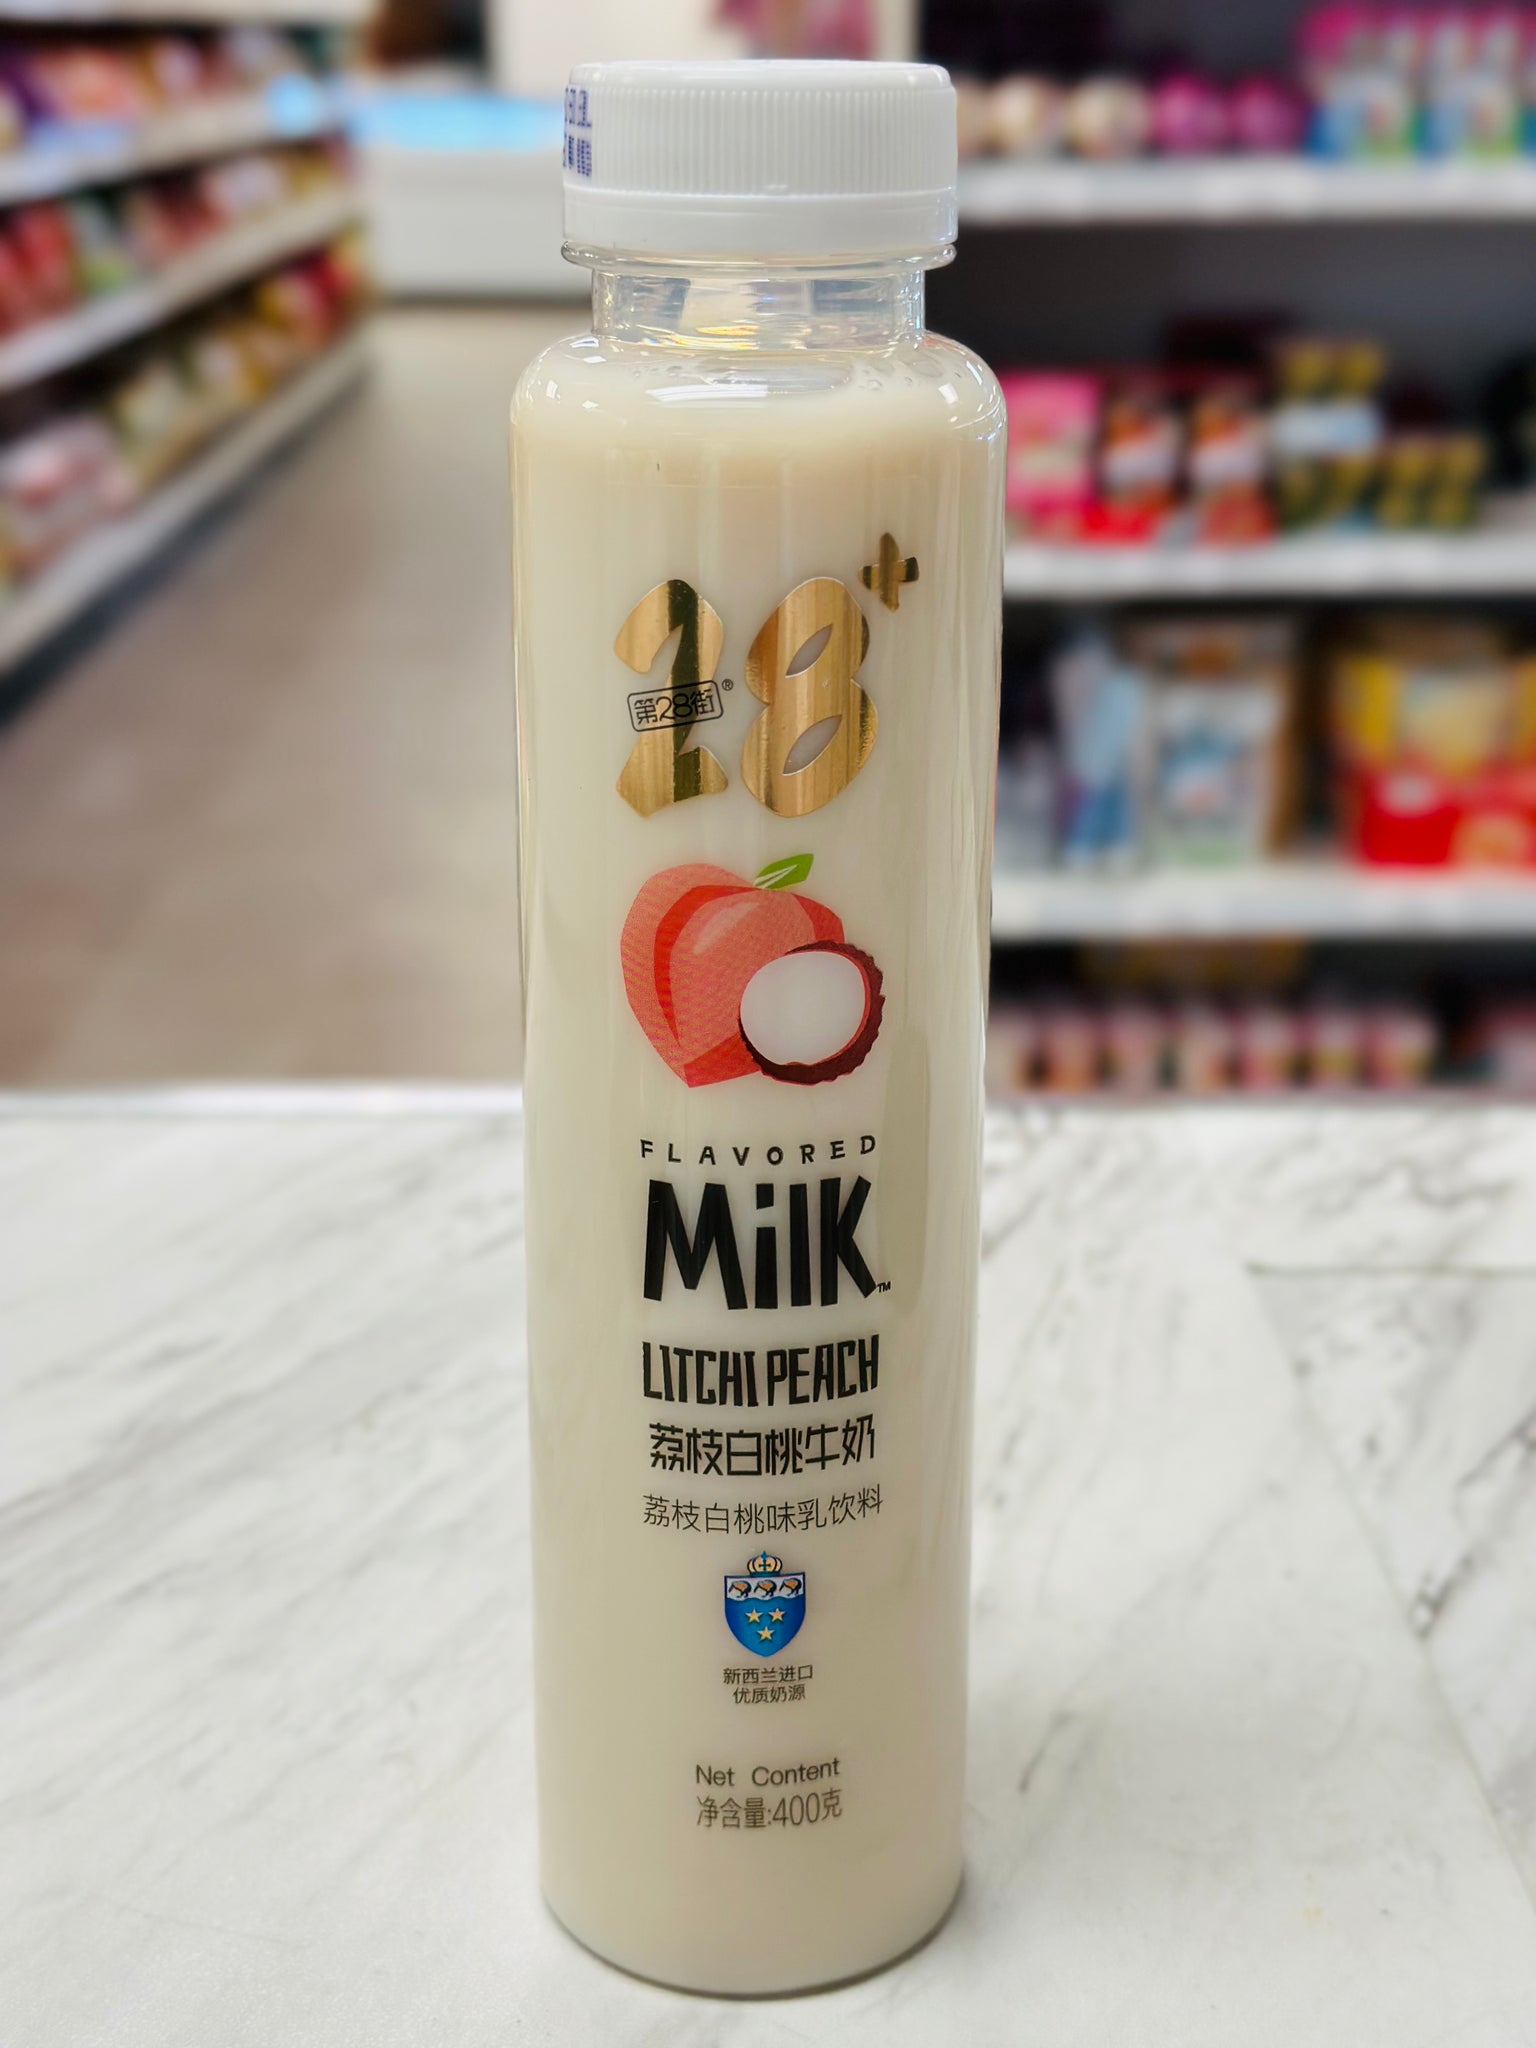 28+
第28街®
FLAVORED
MilK™
LITCHI PEACH
荔枝白桃牛奶
荔枝白桃味乳饮料
新西兰进口
优质奶源
Net Content
净含量:400克